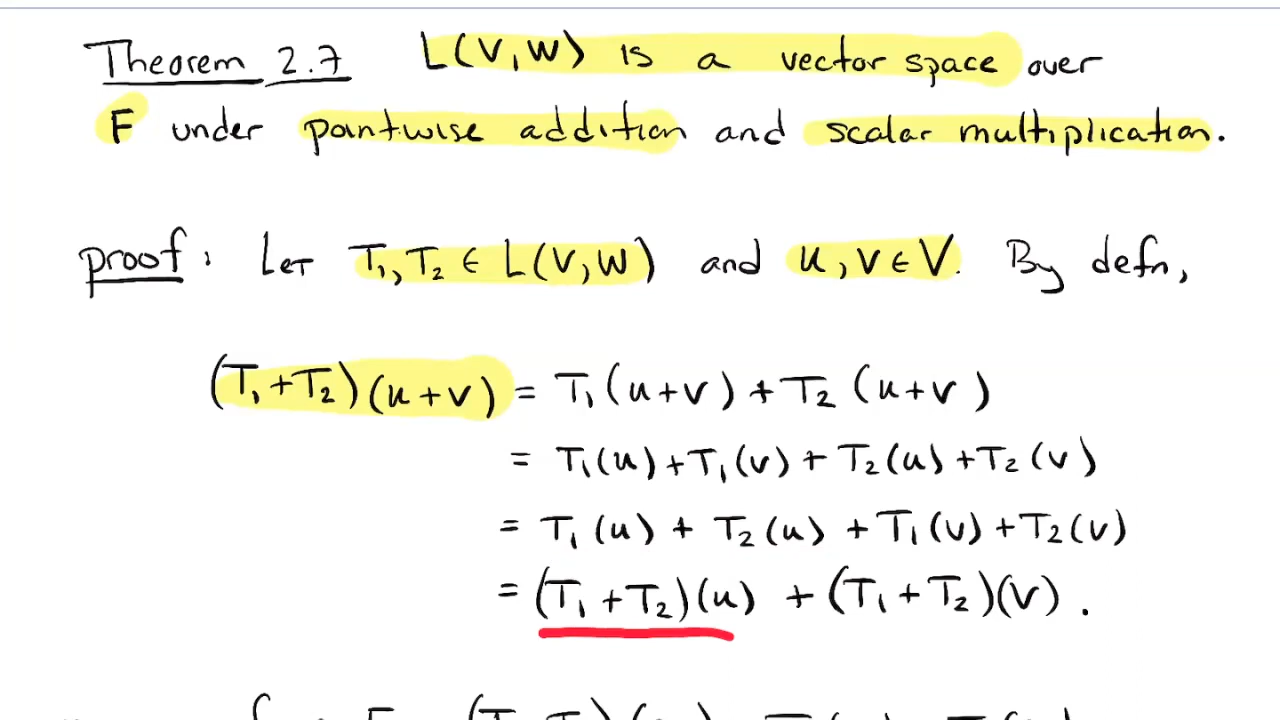 Theorem 2.7 L(V,W) is a vector space over
F under pointwise addition and scalar multiplication.
proof: Let T₁,T₂ ∈ L(V,W) and u,v∈V. By defn,
(T₁+T₂)(u+v) = T₁(u+v)+T₂(u+v)
= T₁(u)+T₁(v)+T₂(u)+T₂(v)
= T₁(u)+T₂(u)+T₁(v)+T₂(v)
= (T₁+T₂)(u) + (T₁+T₂)(v).